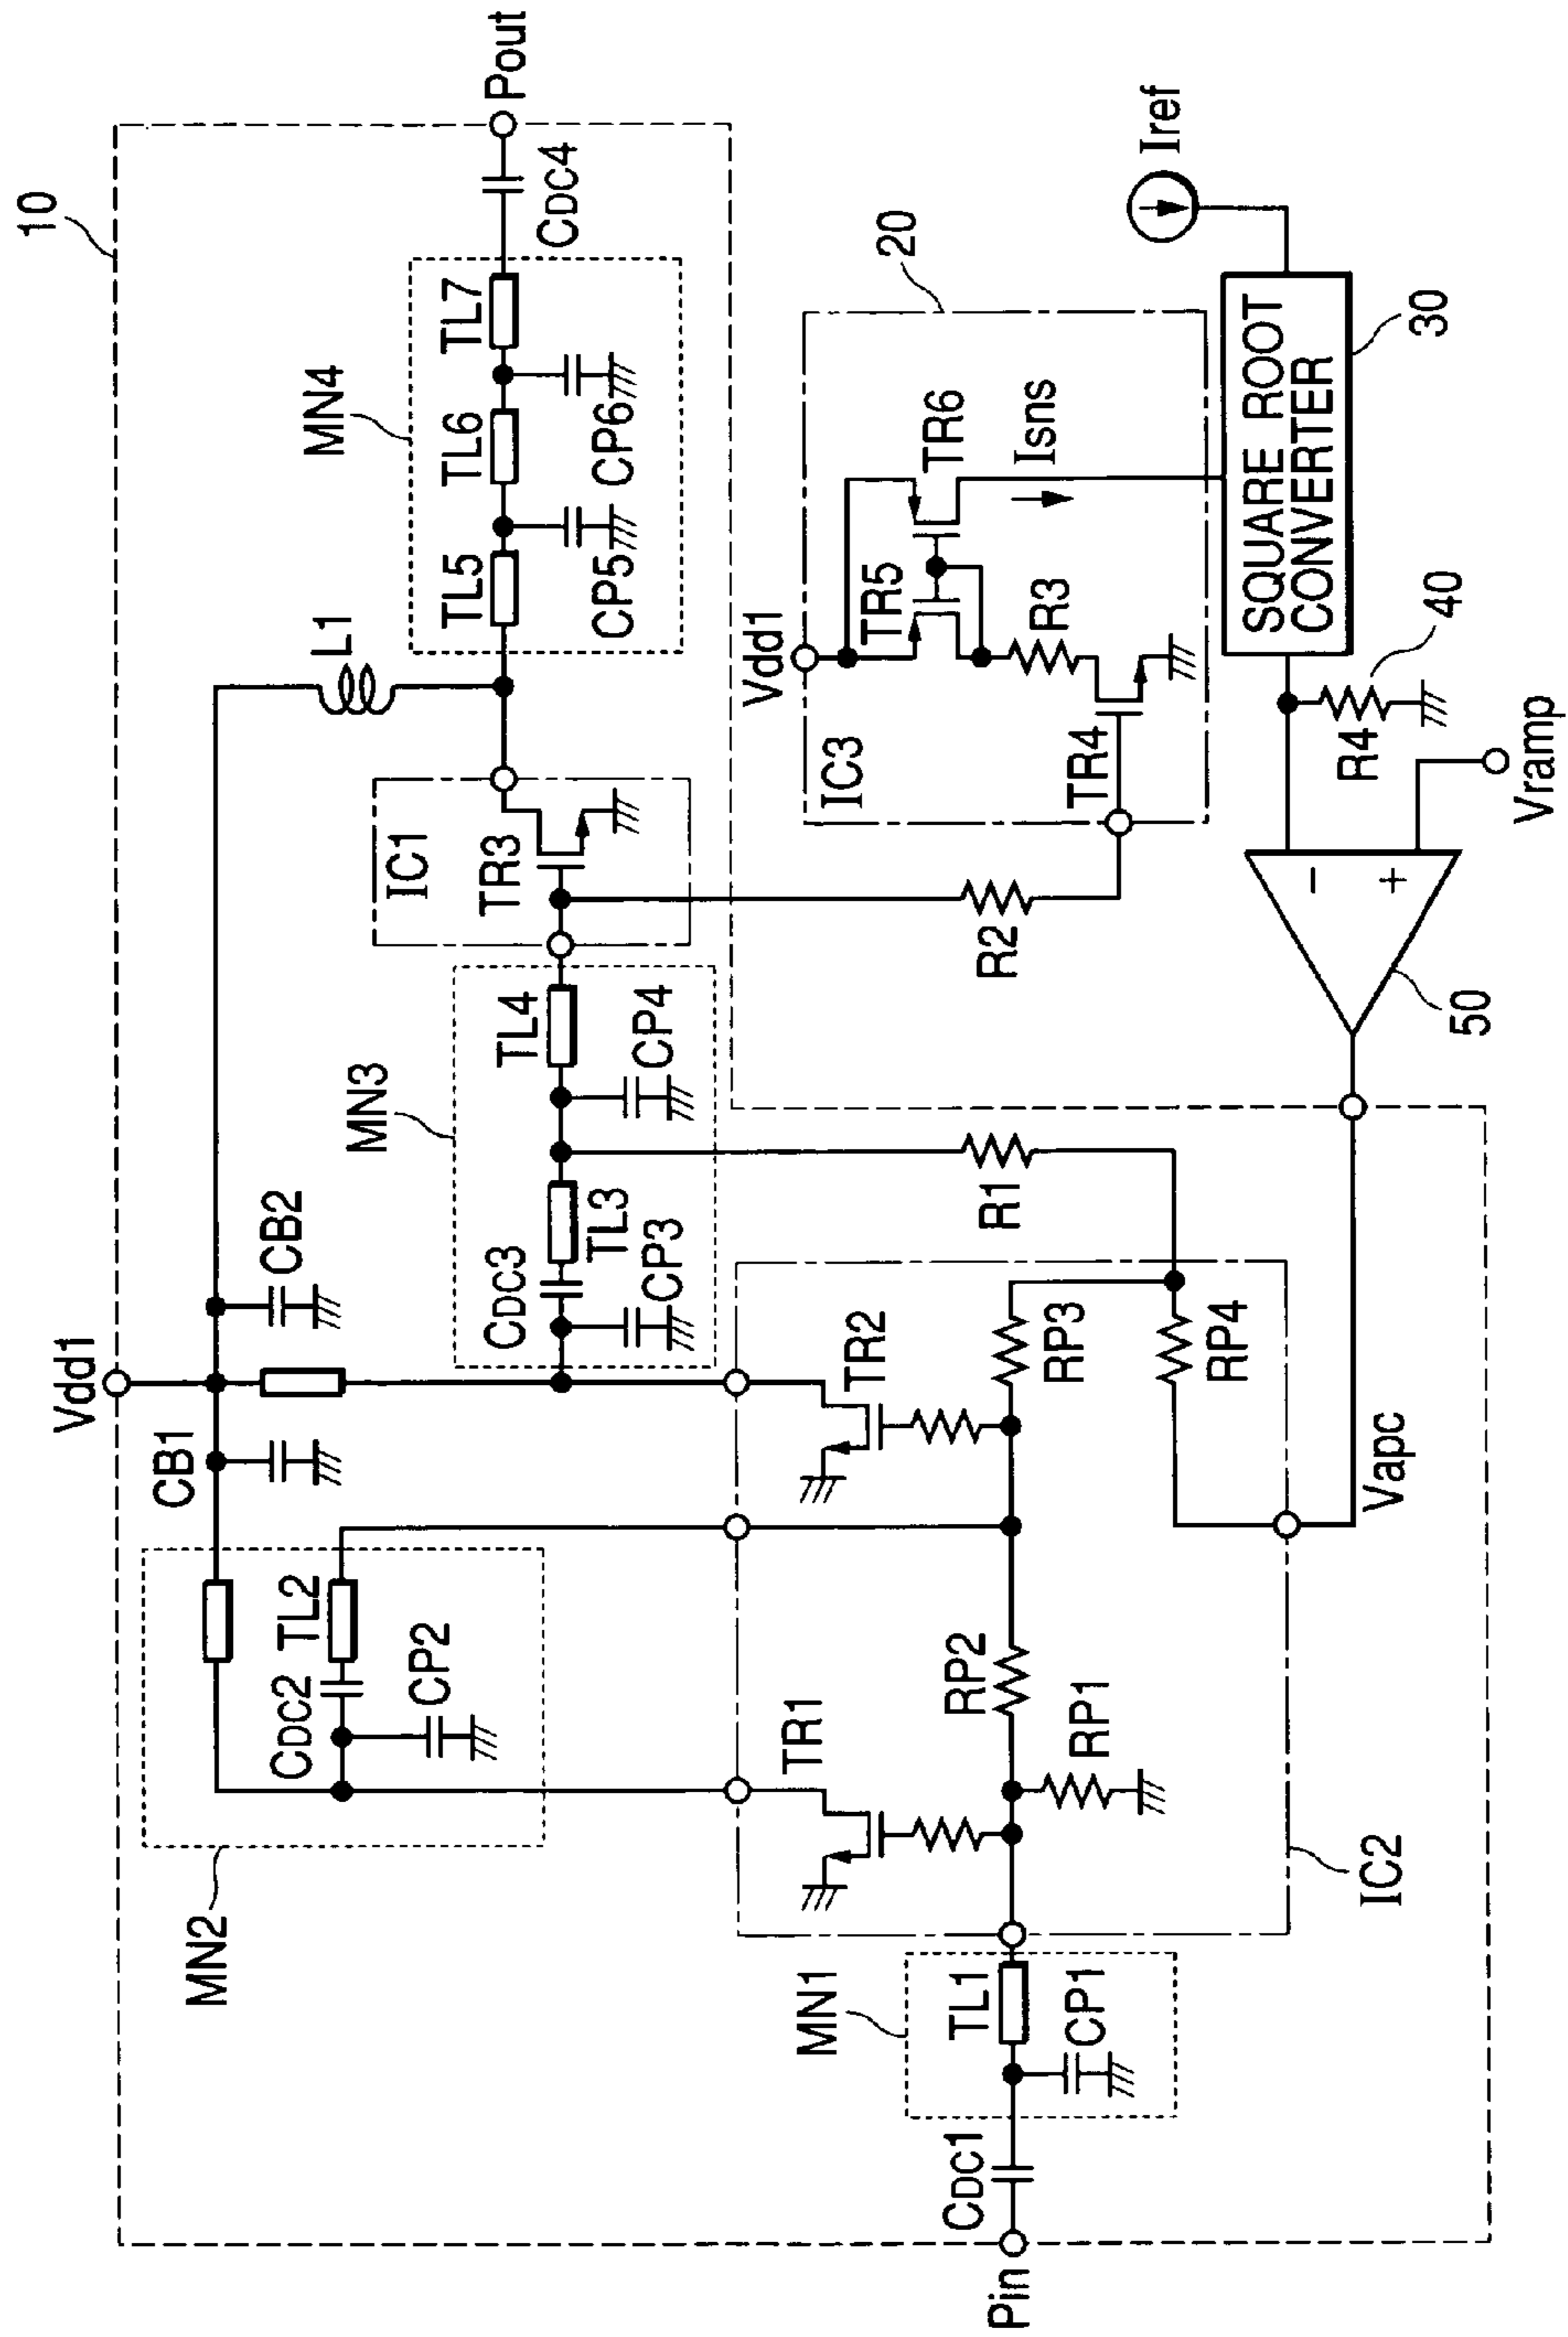 10
Vdd1
CB1
CB2
L1
MN2
CDC2
TL2
CP2
MN3
CDC3
TL3
CP3
TL4
CP4
IC1
TR3
MN4
TL5
TL6
TL7
CP5
CP6
CDC4
Pout
TR1
TR2
RP2
RP1
RP3
RP4
R1
R2
Vdd1
20
IC3
TR5
TR6
R3
TR4
Isns
Iref
Pin
CDC1
MN1
TL1
CP1
IC2
Vapc
50
−
+
Vramp
R4
40
SQUARE ROOT
CONVERTER
30